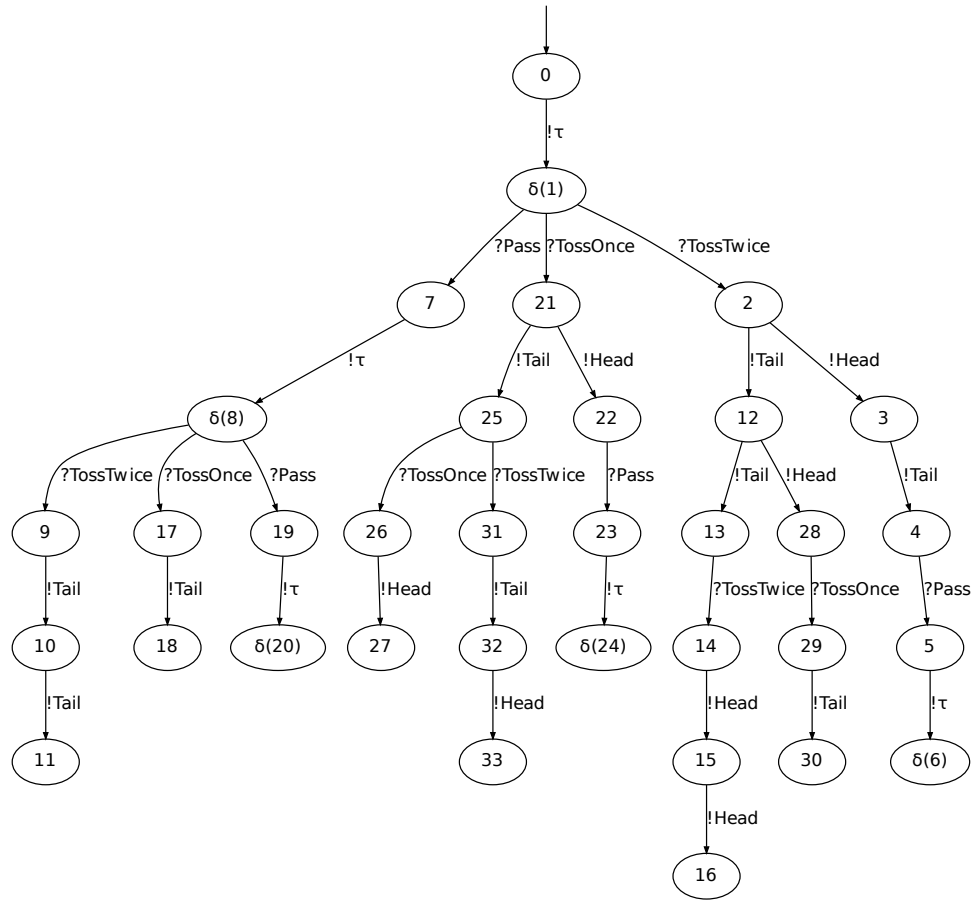 0
!τ
δ(1)
?Pass ?TossOnce ?TossTwice
7 21 2
!τ !Tail !Head !Tail !Head
δ(8) 25 22 12 3
?TossTwice ?TossOnce ?Pass ?TossOnce ?TossTwice ?Pass !Tail !Head !Tail
9 17 19 26 31 23 13 28 4
!Tail !Tail !τ !Head !Tail !τ ?TossTwice ?TossOnce ?Pass
10 18 δ(20) 27 32 δ(24) 14 29 5
!Tail !Head !Head !Tail !τ
11 33 15 30 δ(6)
!Head
16